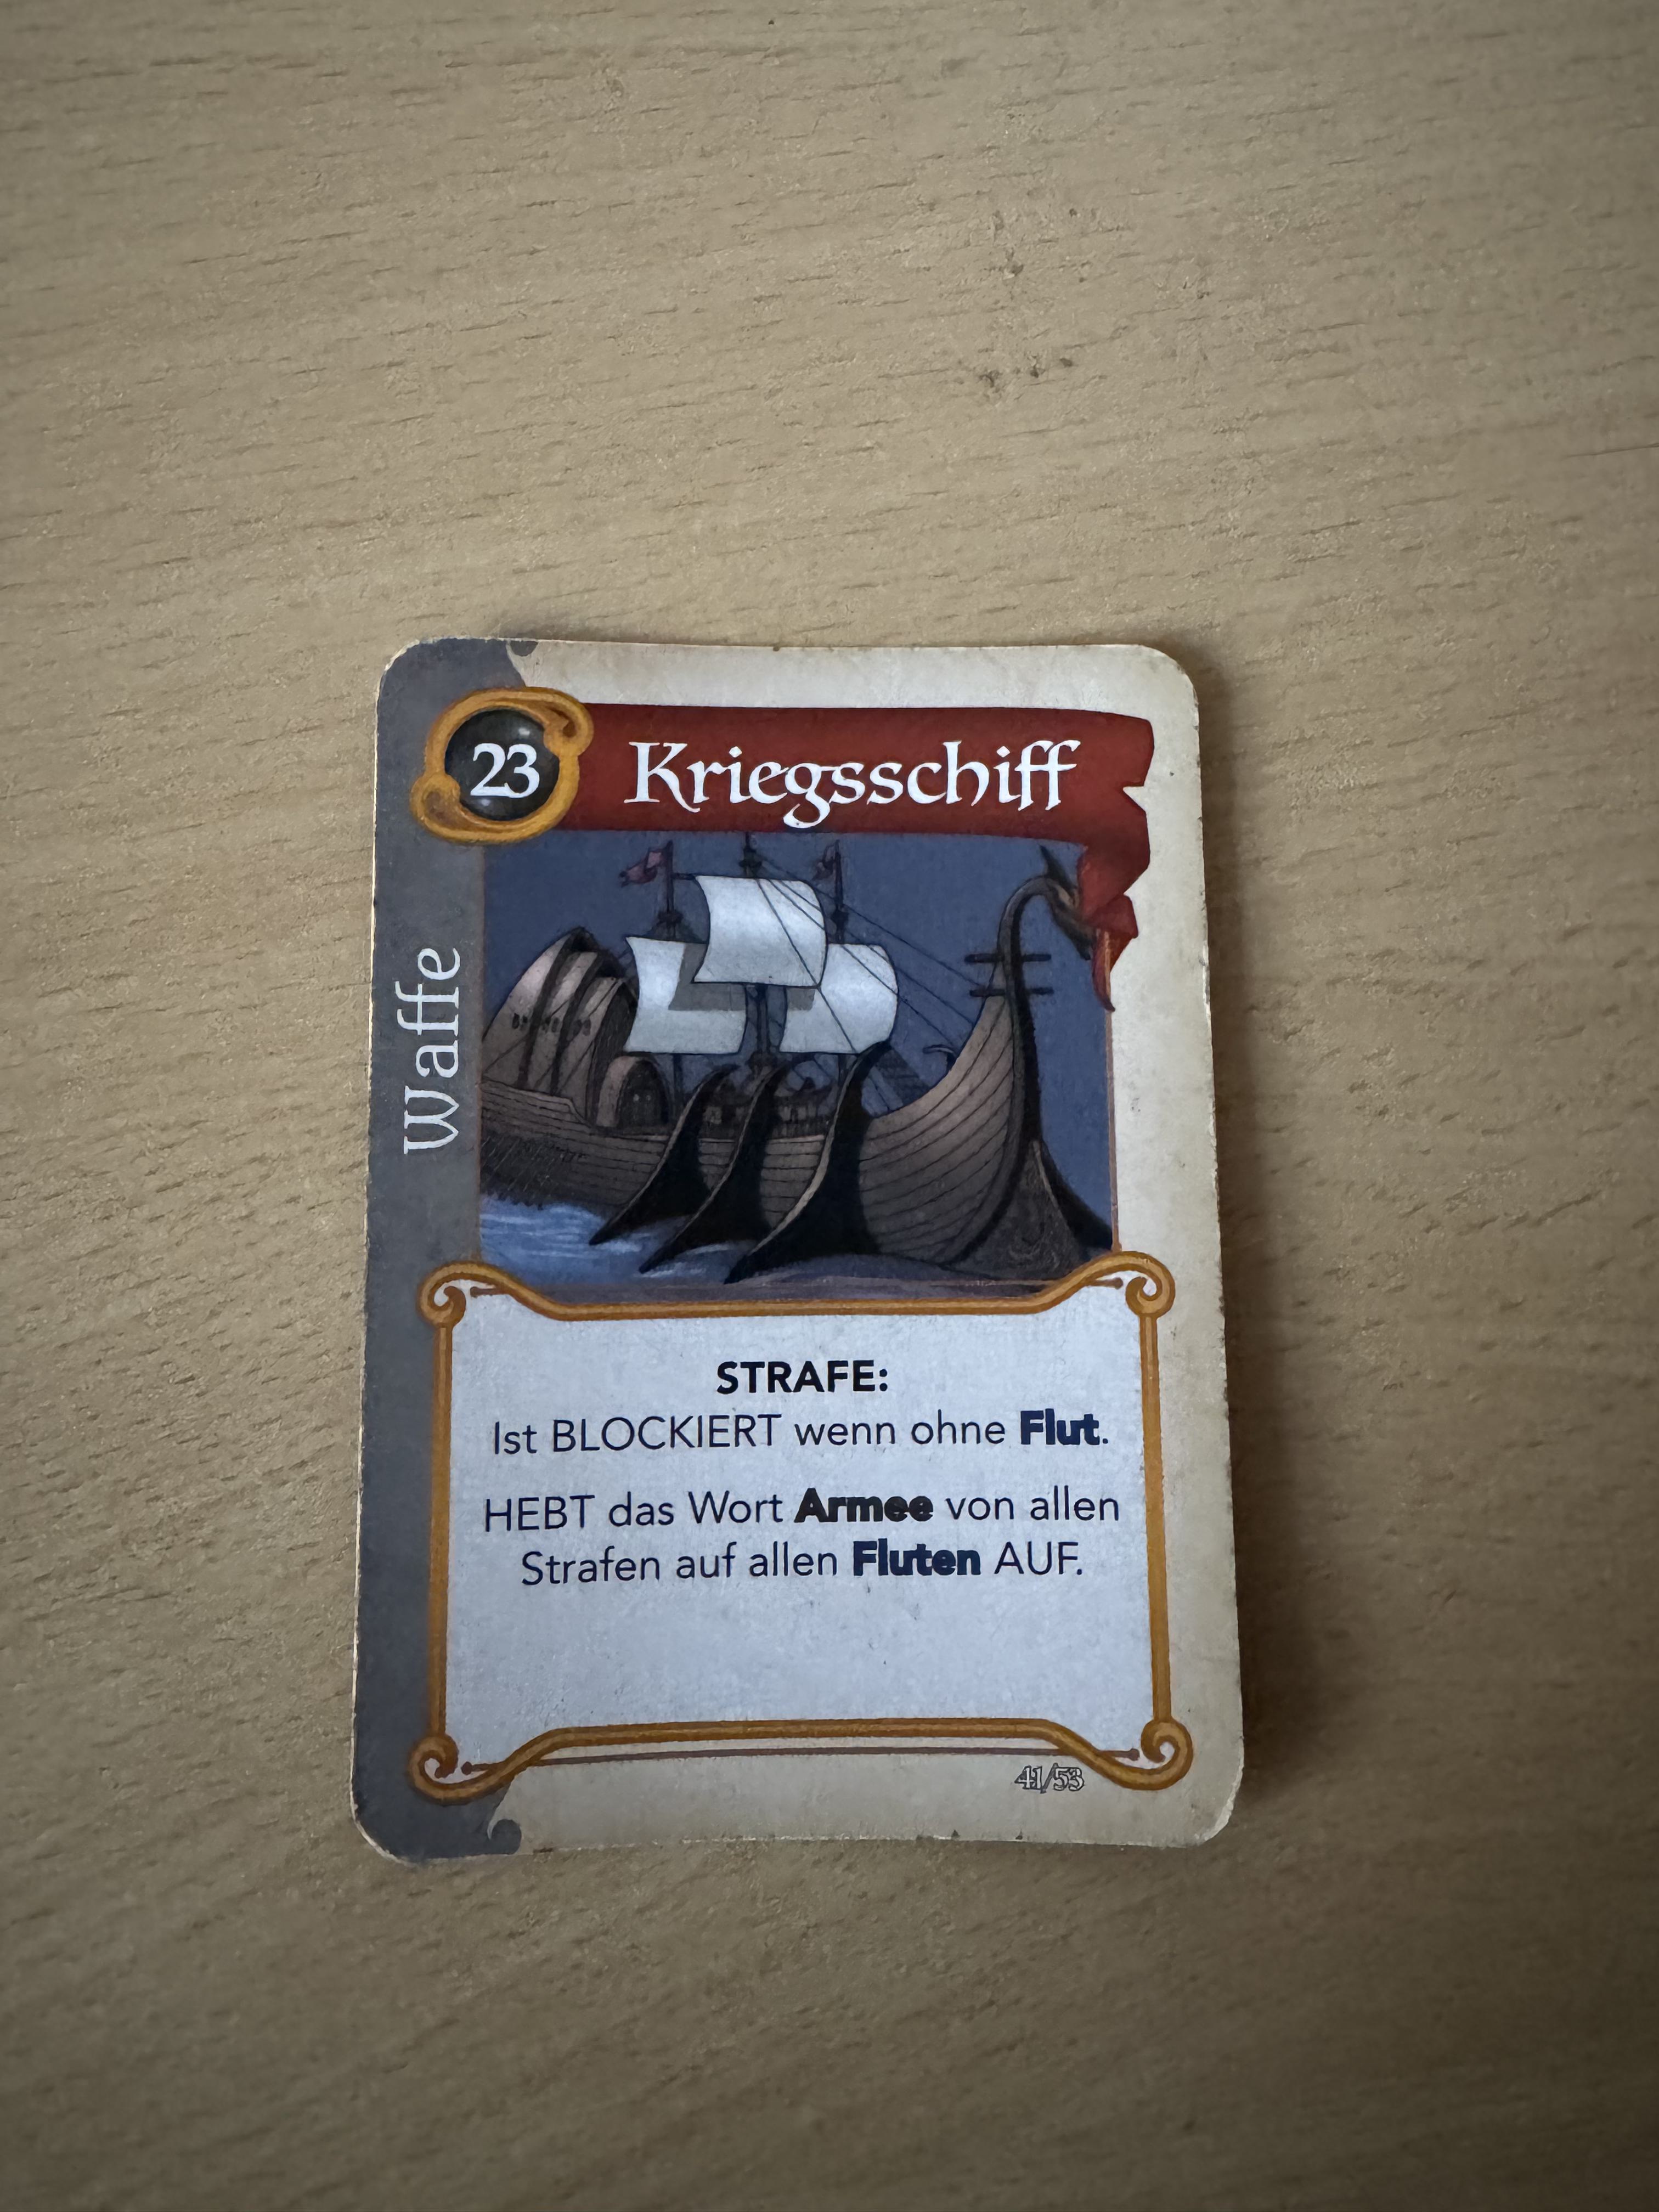 23
Kriegsschiff
Waffe
STRAFE:
Ist BLOCKIERT wenn ohne Flut.
HEBT das Wort Armee von allen
Strafen auf allen Fluten AUF.
41/53